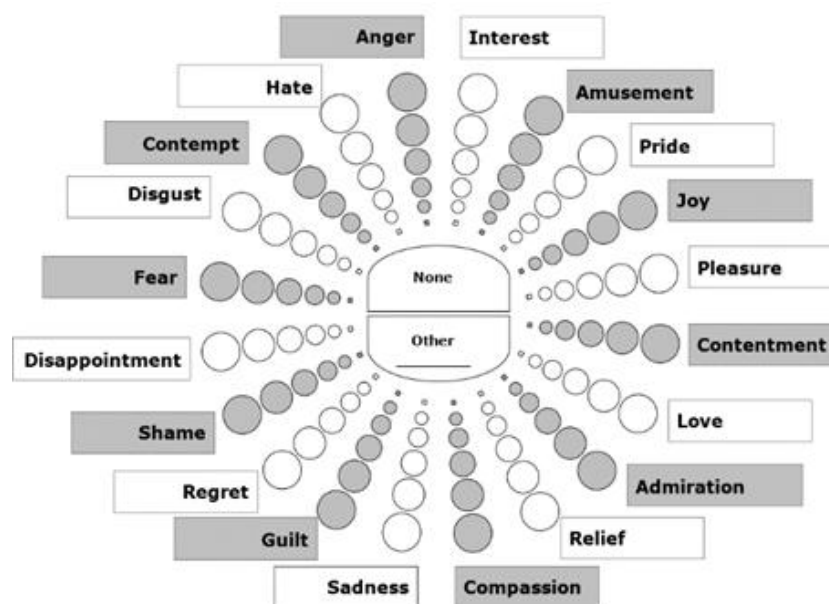 Anger
Interest
Hate
Amusement
Contempt
Pride
Disgust
Joy
Fear
None
Pleasure
Disappointment
Other
Contentment
Shame
Love
Regret
Admiration
Guilt
Relief
Sadness
Compassion